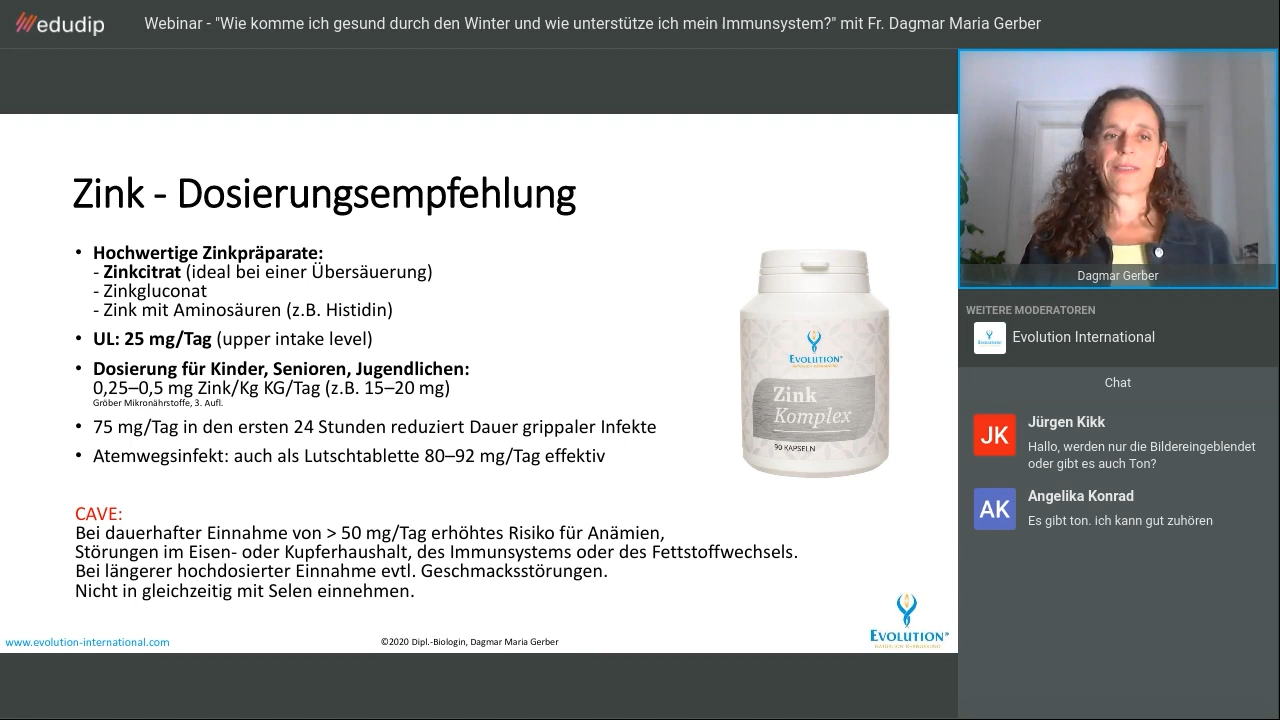 edudip
Webinar - "Wie komme ich gesund durch den Winter und wie unterstütze ich mein Immunsystem?" mit Fr. Dagmar Maria Gerber
Zink - Dosierungsempfehlung
• Hochwertige Zinkpräparate:
- Zinkcitrat (ideal bei einer Übersäuerung)
- Zinkgluconat
- Zink mit Aminosäuren (z.B. Histidin)
• UL: 25 mg/Tag (upper intake level)
• Dosierung für Kinder, Senioren, Jugendlichen:
0,25–0,5 mg Zink/Kg KG/Tag (z.B. 15–20 mg)
Gröber Mikronährstoffe, 3. Aufl.
• 75 mg/Tag in den ersten 24 Stunden reduziert Dauer grippaler Infekte
• Atemwegsinfekt: auch als Lutschtablette 80–92 mg/Tag effektiv
CAVE:
Bei dauerhafter Einnahme von > 50 mg/Tag erhöhtes Risiko für Anämien,
Störungen im Eisen- oder Kupferhaushalt, des Immunsystems oder des Fettstoffwechsels.
Bei längerer hochdosierter Einnahme evtl. Geschmacksstörungen.
Nicht in gleichzeitig mit Selen einnehmen.
EVOLUTION®
Zink
Komplex
90 KAPSELN
www.evolution-international.com
©2020 Dipl.-Biologin, Dagmar Maria Gerber
EVOLUTION®
Dagmar Gerber
WEITERE MODERATOREN
Evolution International
Chat
JK
Jürgen Kikk
Hallo, werden nur die Bildereingeblendet
oder gibt es auch Ton?
AK
Angelika Konrad
Es gibt ton. ich kann gut zuhören